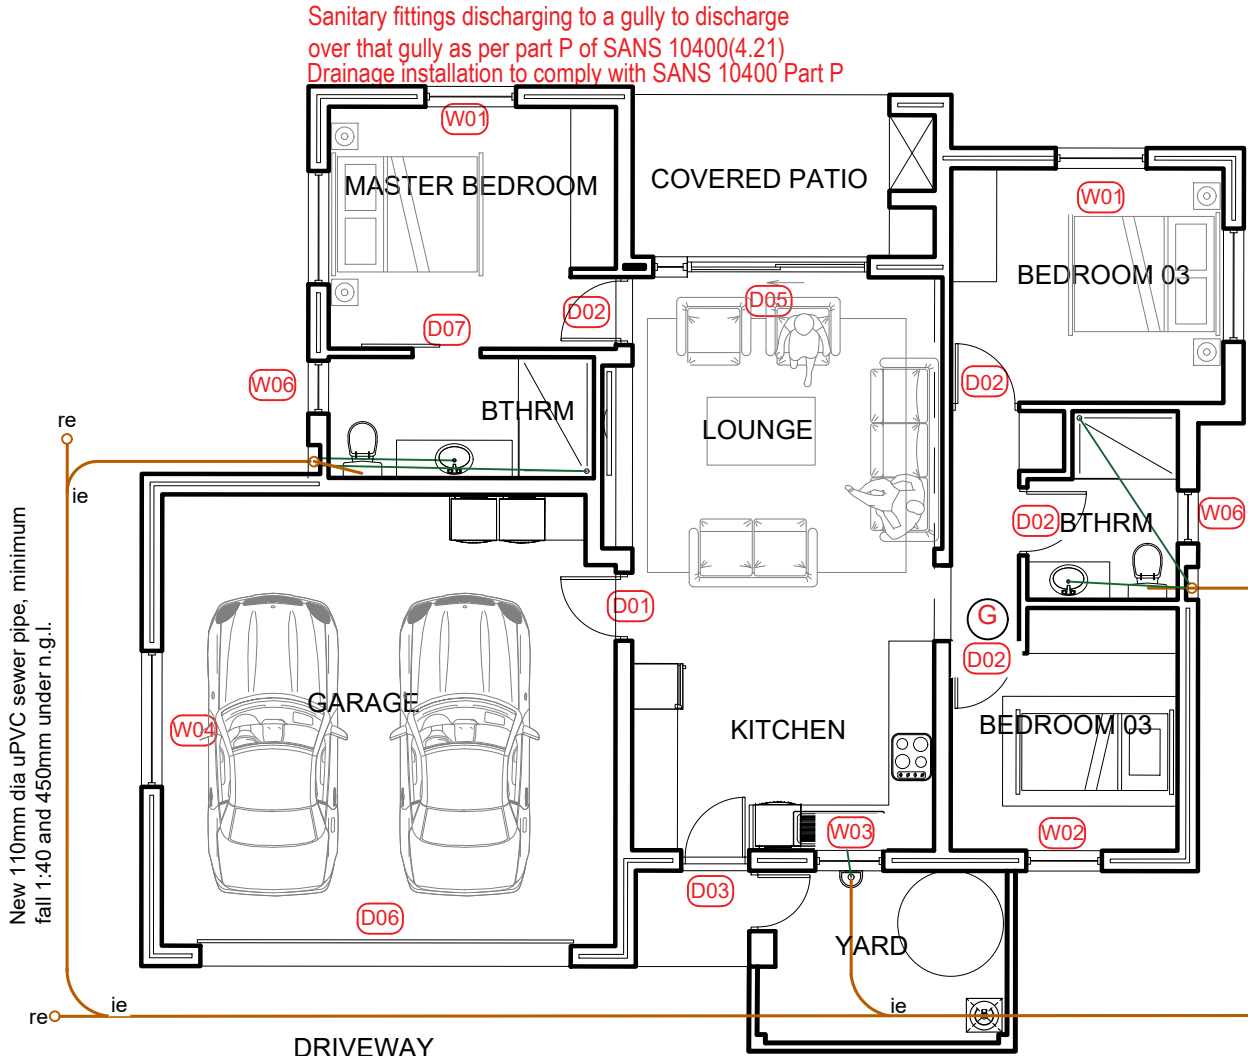 Sanitary fittings discharging to a gully to discharge
over that gully as per part P of SANS 10400(4.21)
Drainage installation to comply with SANS 10400 Part P
W01
MASTER BEDROOM
COVERED PATIO
W01
BEDROOM 03
D05
D02
D07
W06
D02
BTHRM
LOUNGE
re
ie
D02
BTHRM
W06
New 110mm dia uPVC sewer pipe, minimum
fall 1:40 and 450mm under n.g.l.
D01
G
D02
GARAGE
W04
KITCHEN
BEDROOM 03
W03
W02
D03
D06
YARD
ie
ie
re
DRIVEWAY